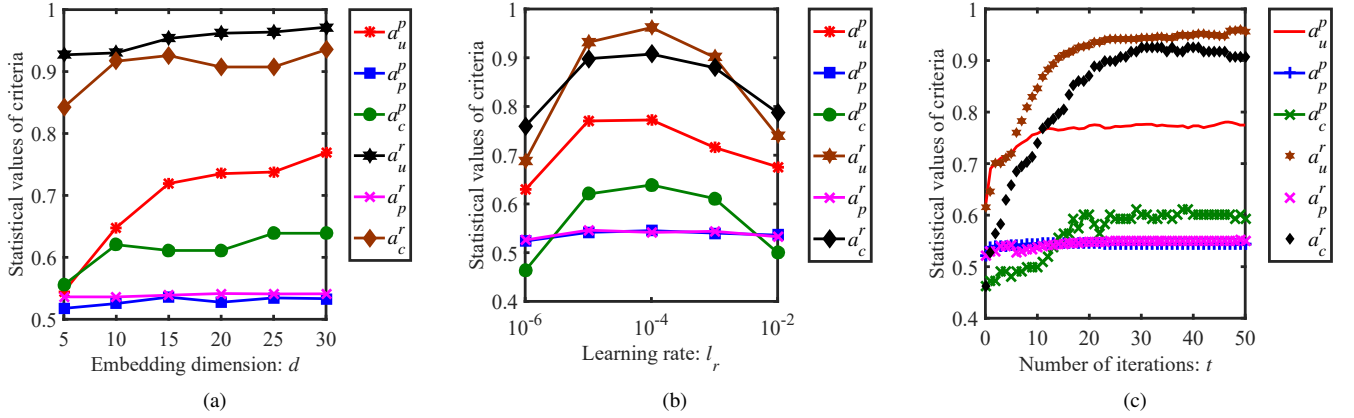 Statistical values of criteria
1
0.9
0.8
0.7
0.6
0.5
5 10 15 20 25 30
Embedding dimension: d
a_u^p
a_p^p
a_c^p
a_u^r
a_p^r
a_c^r
(a)
Statistical values of criteria
1
0.9
0.8
0.7
0.6
0.5
0.4
10^-6 10^-4 10^-2
Learning rate: l_r
a_u^p
a_p^p
a_c^p
a_u^r
a_p^r
a_c^r
(b)
Statistical values of criteria
1
0.9
0.8
0.7
0.6
0.5
0.4
0 10 20 30 40 50
Number of iterations: t
a_u^p
a_p^p
a_c^p
a_u^r
a_p^r
a_c^r
(c)